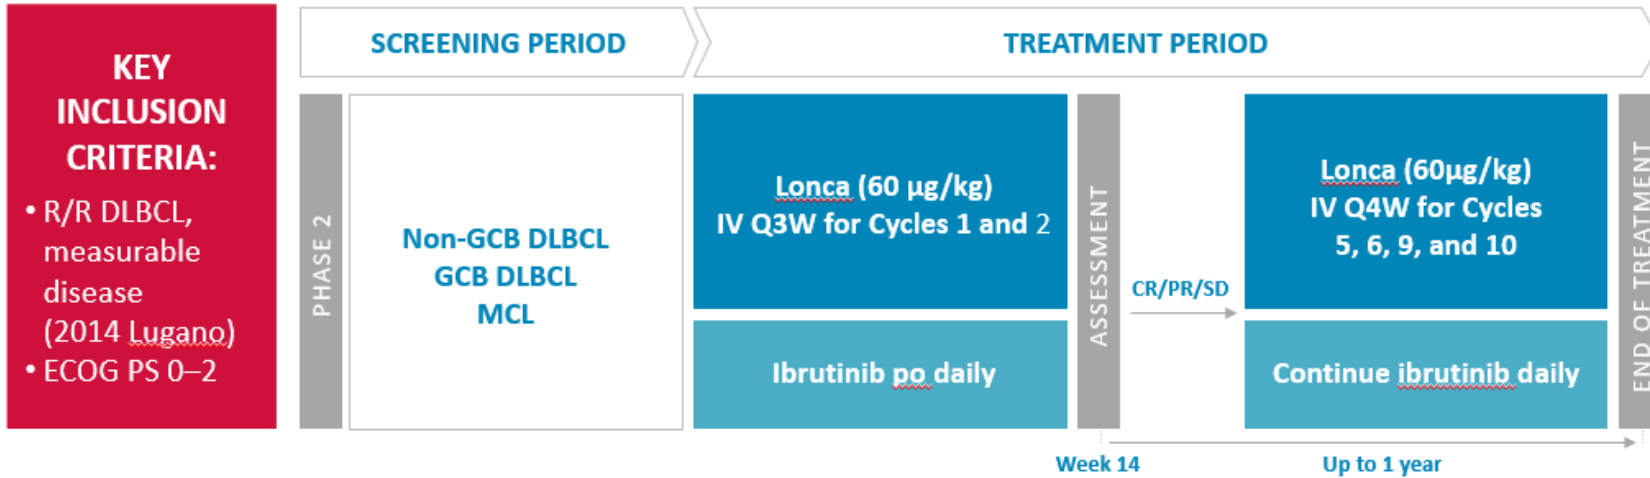 KEY
INCLUSION
CRITERIA:
• R/R DLBCL,
measurable
disease
(2014 Lugano)
• ECOG PS 0–2
SCREENING PERIOD
TREATMENT PERIOD
PHASE 2
Non-GCB DLBCL
GCB DLBCL
MCL
Lonca (60 µg/kg)
IV Q3W for Cycles 1 and 2
Ibrutinib po daily
ASSESSMENT
CR/PR/SD
Lonca (60µg/kg)
IV Q4W for Cycles
5, 6, 9, and 10
Continue ibrutinib daily
END OF TREATMENT
Week 14
Up to 1 year